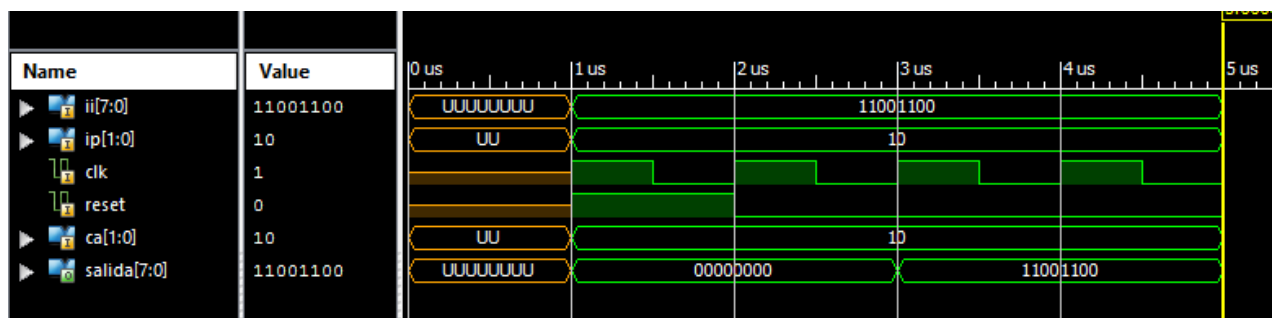 Name Value 0 us 1 us 2 us 3 us 4 us 5 us
ii[7:0] 11001100 UUUUUUUU 11001100
ip[1:0] 10 UU 10
clk 1
reset 0
ca[1:0] 10 UU 10
salida[7:0] 11001100 UUUUUUUU 00000000 11001100